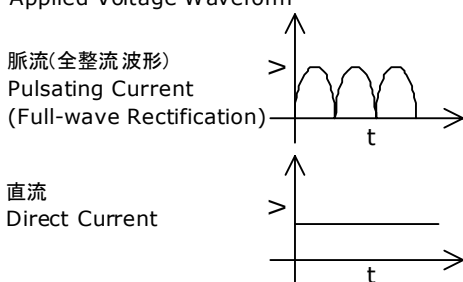 Applied Voltage Waveform
脈流(全整流波形)
Pulsating Current
(Full-wave Rectification)
V
t
直流
Direct Current
V
t